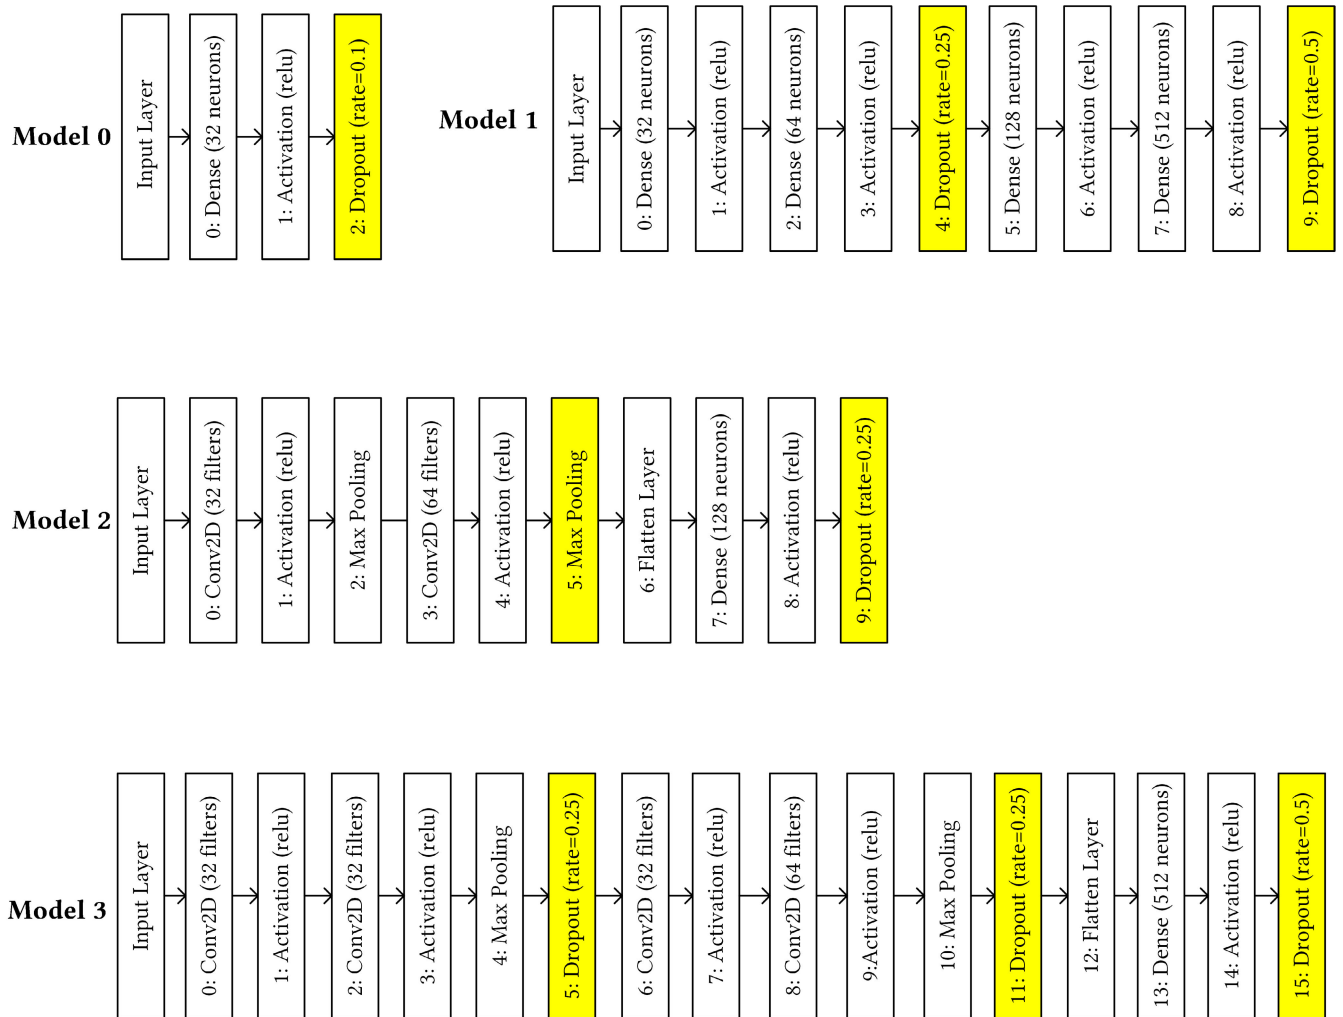 Model 0
Input Layer
0: Dense (32 neurons)
1: Activation (relu)
2: Dropout (rate=0.1)
Model 1
Input Layer
0: Dense (32 neurons)
1: Activation (relu)
2: Dense (64 neurons)
3: Activation (relu)
4: Dropout (rate=0.25)
5: Dense (128 neurons)
6: Activation (relu)
7: Dense (512 neurons)
8: Activation (relu)
9: Dropout (rate=0.5)
Model 2
Input Layer
0: Conv2D (32 filters)
1: Activation (relu)
2: Max Pooling
3: Conv2D (64 filters)
4: Activation (relu)
5: Max Pooling
6: Flatten Layer
7: Dense (128 neurons)
8: Activation (relu)
9: Dropout (rate=0.25)
Model 3
Input Layer
0: Conv2D (32 filters)
1: Activation (relu)
2: Conv2D (32 filters)
3: Activation (relu)
4: Max Pooling
5: Dropout (rate=0.25)
6: Conv2D (32 filters)
7: Activation (relu)
8: Conv2D (64 filters)
9:Activation (relu)
10: Max Pooling
11: Dropout (rate=0.25)
12: Flatten Layer
13: Dense (512 neurons)
14: Activation (relu)
15: Dropout (rate=0.5)